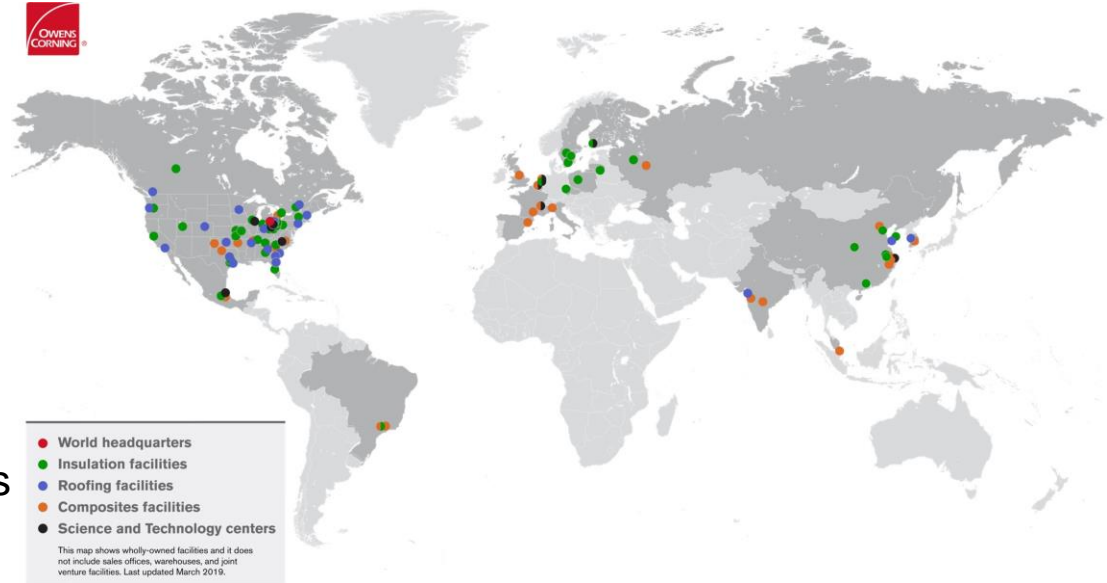 OWENS
CORNING ®
World headquarters
Insulation facilities
s
Roofing facilities
Composites facilities
Science and Technology centers
This map shows wholly-owned facilities and it does
not include sales offices, warehouses, and joint
venture facilities. Last updated March 2019.